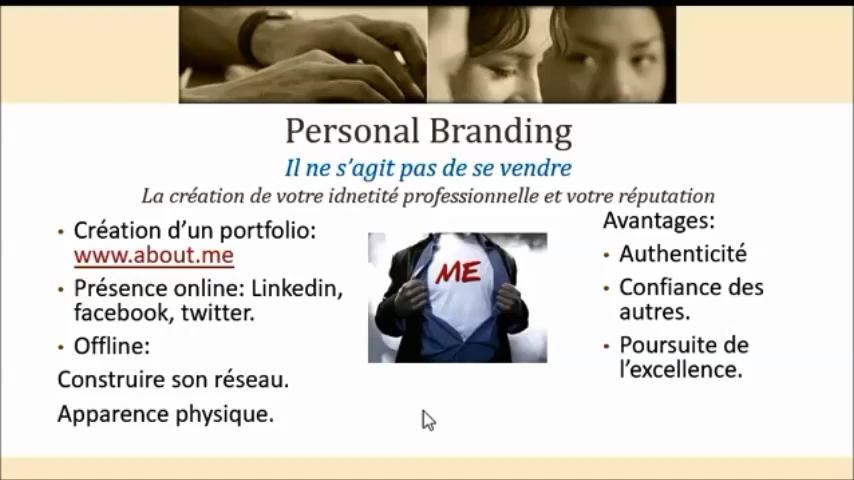 Personal Branding
Il ne s’agit pas de se vendre
La création de votre idnetité professionnelle et votre réputation
• Création d’un portfolio:
www.about.me
• Présence online: Linkedin,
facebook, twitter.
• Offline:
Construire son réseau.
Apparence physique.
ME
Avantages:
• Authenticité
• Confiance des
autres.
• Poursuite de
l’excellence.